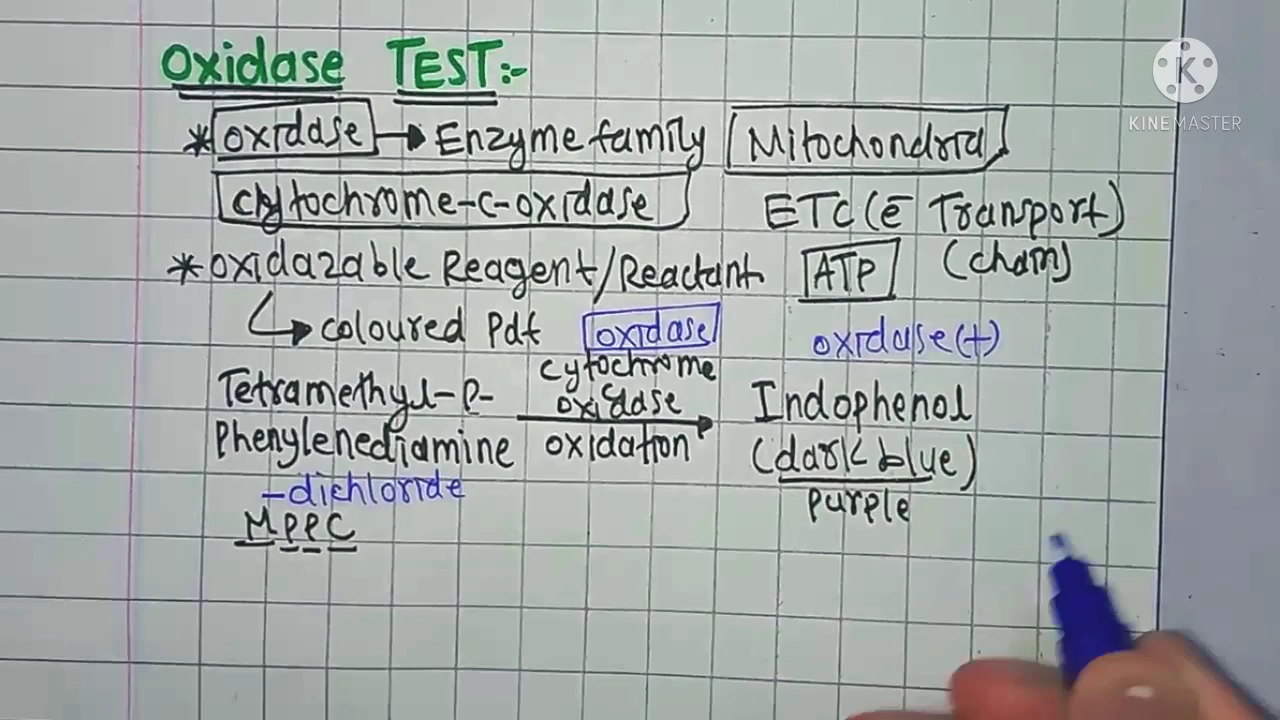 Oxidase TEST:-
*oxidase → Enzyme family Mitochondria
cytochrome-c-oxidase ETC (ē Transport)
*oxidazable Reagent/Reactant ATP (chain)
↳ coloured Pdt oxidase oxidase(+)
cytochrome
Tetramethyl-P- c oxidase → Indophenol
Phenylenediamine oxidation (dark blue)
-dichloride Purple
MPPC
K
KINEMASTER